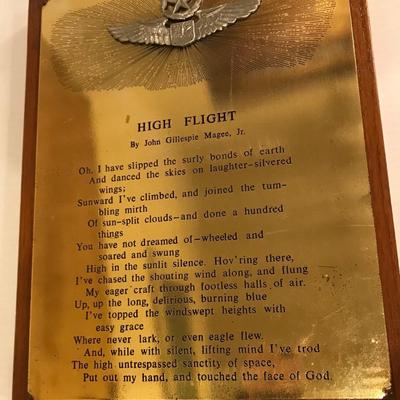 HIGH FLIGHT
By John Gillespie Magee, Jr.
Oh, I have slipped the surly bonds of earth
And danced the skies on laughter-silvered
wings;
Sunward I've climbed, and joined the tum-
bling mirth
Of sun-split clouds—and done a hundred
things
You have not dreamed of—wheeled and
soared and swung
High in the sunlit silence. Hov'ring there,
I've chased the shouting wind along, and flung
My eager craft through footless halls of air.
Up, up the long, delirious, burning blue
I've topped the windswept heights with
easy grace
Where never lark, or even eagle flew.
And, while with silent, lifting mind I've trod
The high untrespassed sanctity of space,
Put out my hand, and touched the face of God.